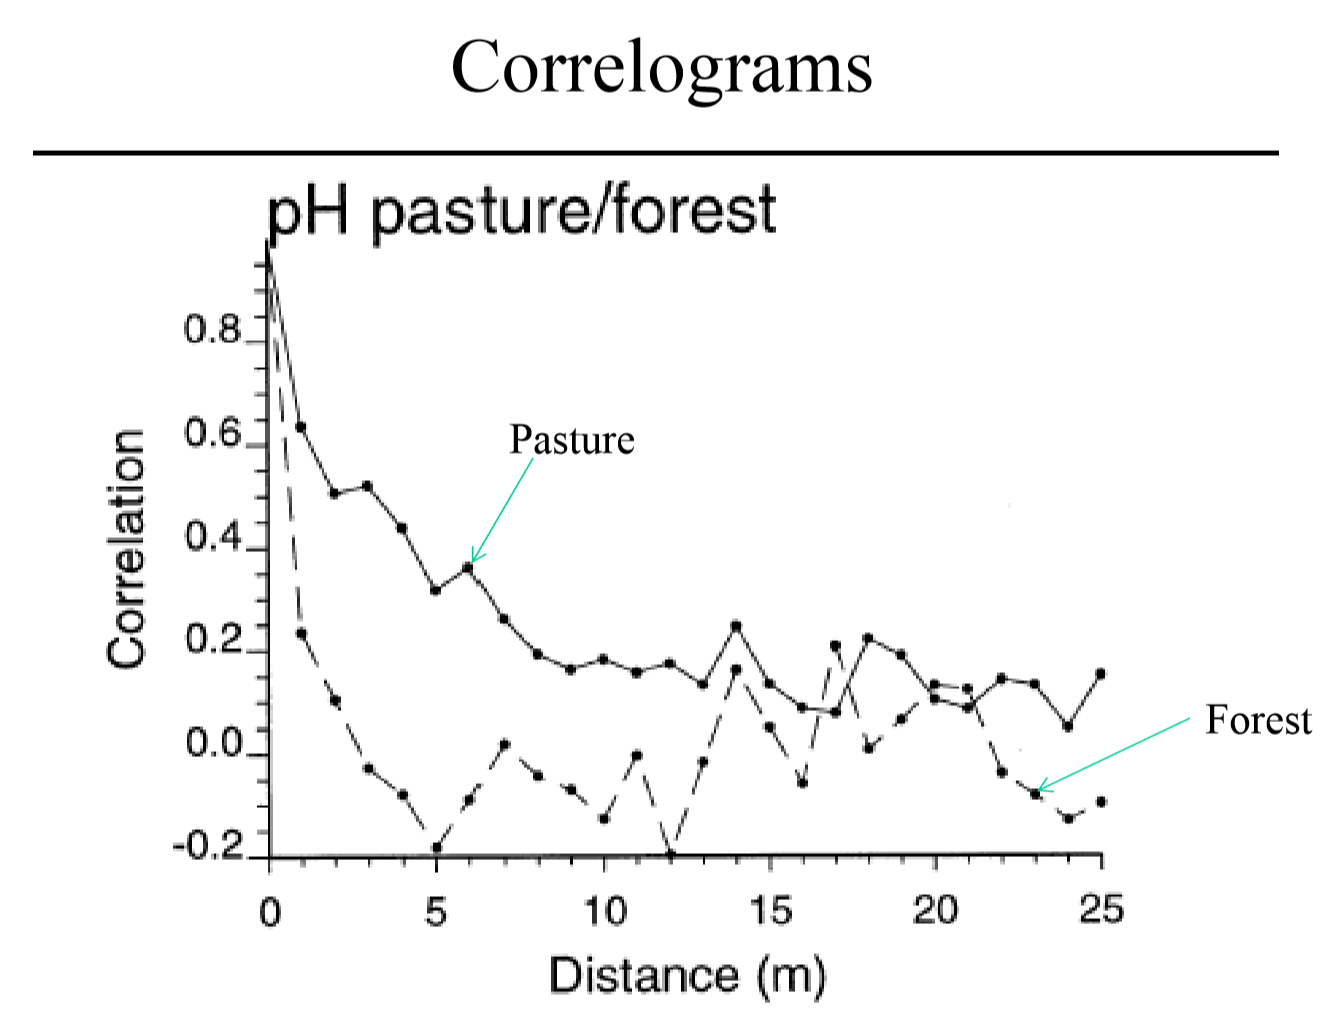 Correlograms
pH pasture/forest
0.8
0.6
0.4
0.2
0.0
-0.2
Correlation
Pasture
Forest
0 5 10 15 20 25
Distance (m)